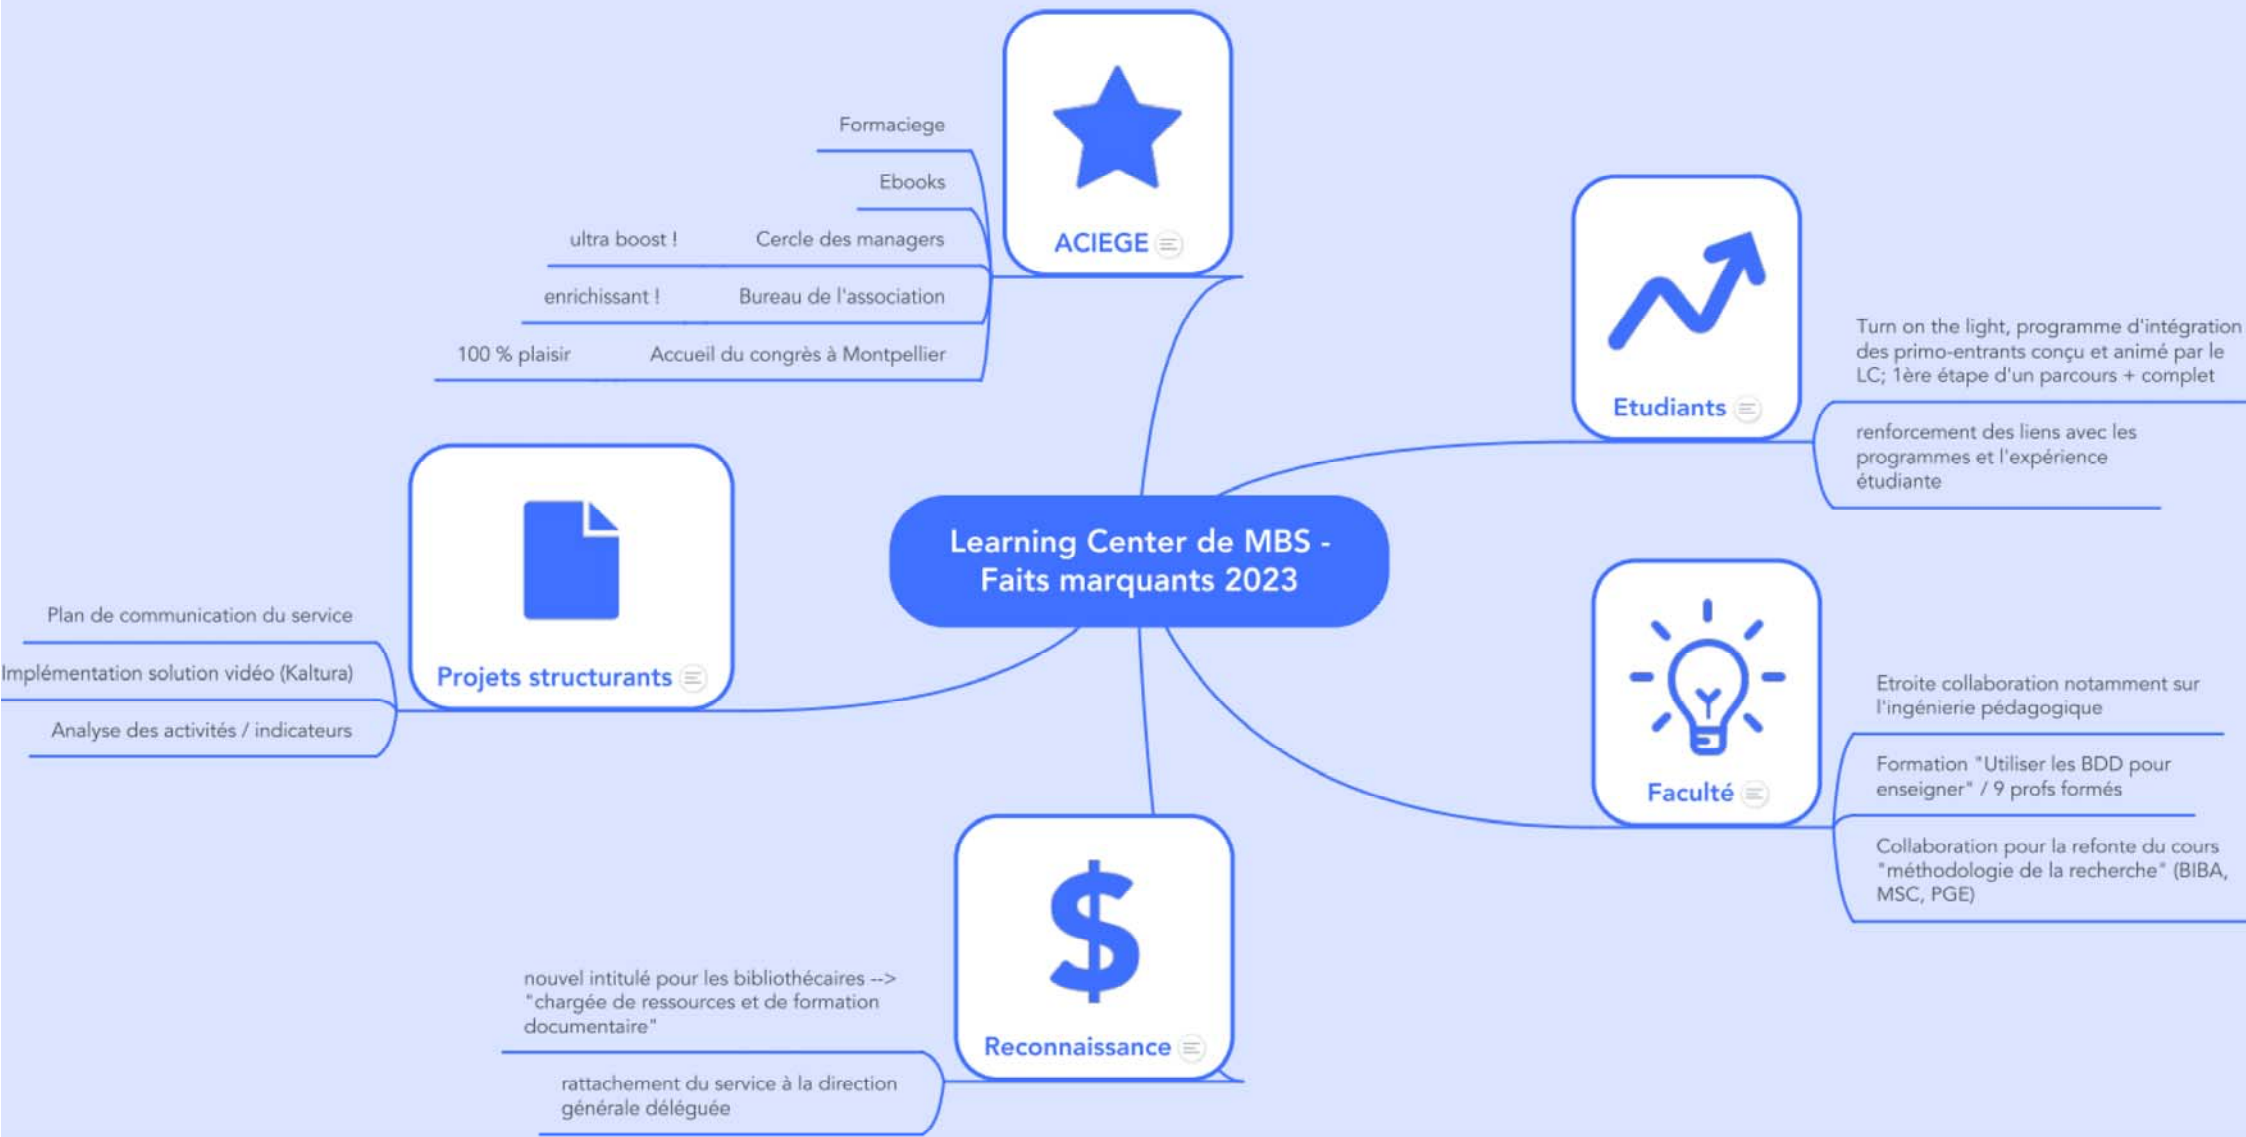 Formaciege
Ebooks
ultra boost ! Cercle des managers
enrichissant ! Bureau de l'association
100 % plaisir Accueil du congrès à Montpellier
ACIEGE
Etudiants
Turn on the light, programme d'intégration
des primo-entrants conçu et animé par le
LC; 1ère étape d'un parcours + complet
renforcement des liens avec les
programmes et l'expérience
étudiante
Learning Center de MBS -
Faits marquants 2023
Plan de communication du service
Implémentation solution vidéo (Kaltura)
Analyse des activités / indicateurs
Projets structurants
Faculté
Etroite collaboration notamment sur
l'ingénierie pédagogique
Formation "Utiliser les BDD pour
enseigner" / 9 profs formés
Collaboration pour la refonte du cours
"méthodologie de la recherche" (BIBA,
MSC, PGE)
nouvel intitulé pour les bibliothécaires -->
"chargée de ressources et de formation
documentaire"
rattachement du service à la direction
générale déléguée
$
Reconnaissance